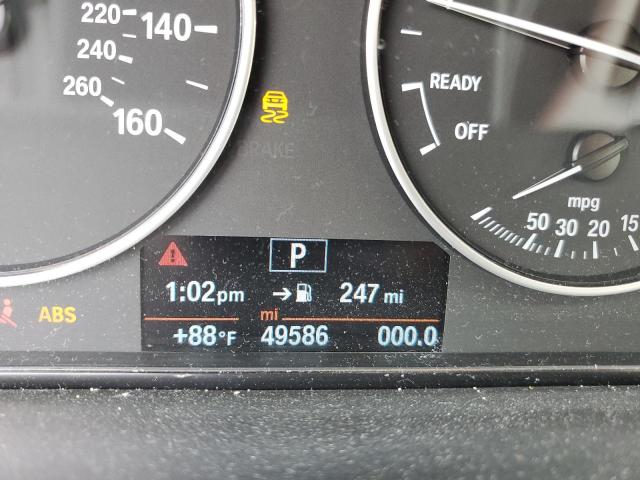 220
140
240
260
160
READY
OFF
BRAKE
mpg
50 30 20 15
P
1:02pm → 247 mi
mi
ABS
+88°F 49586 000.0